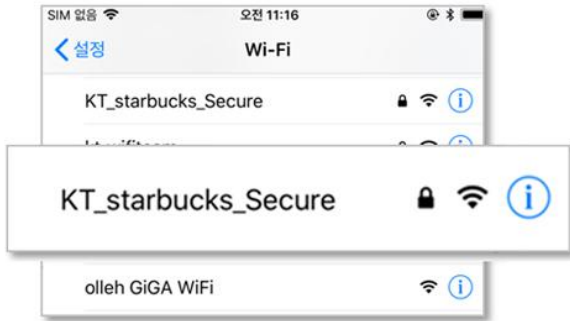 SIM 없음
오전 11:16
설정
Wi-Fi
KT_starbucks_Secure
KT_starbucks_Secure
olleh GiGA WiFi